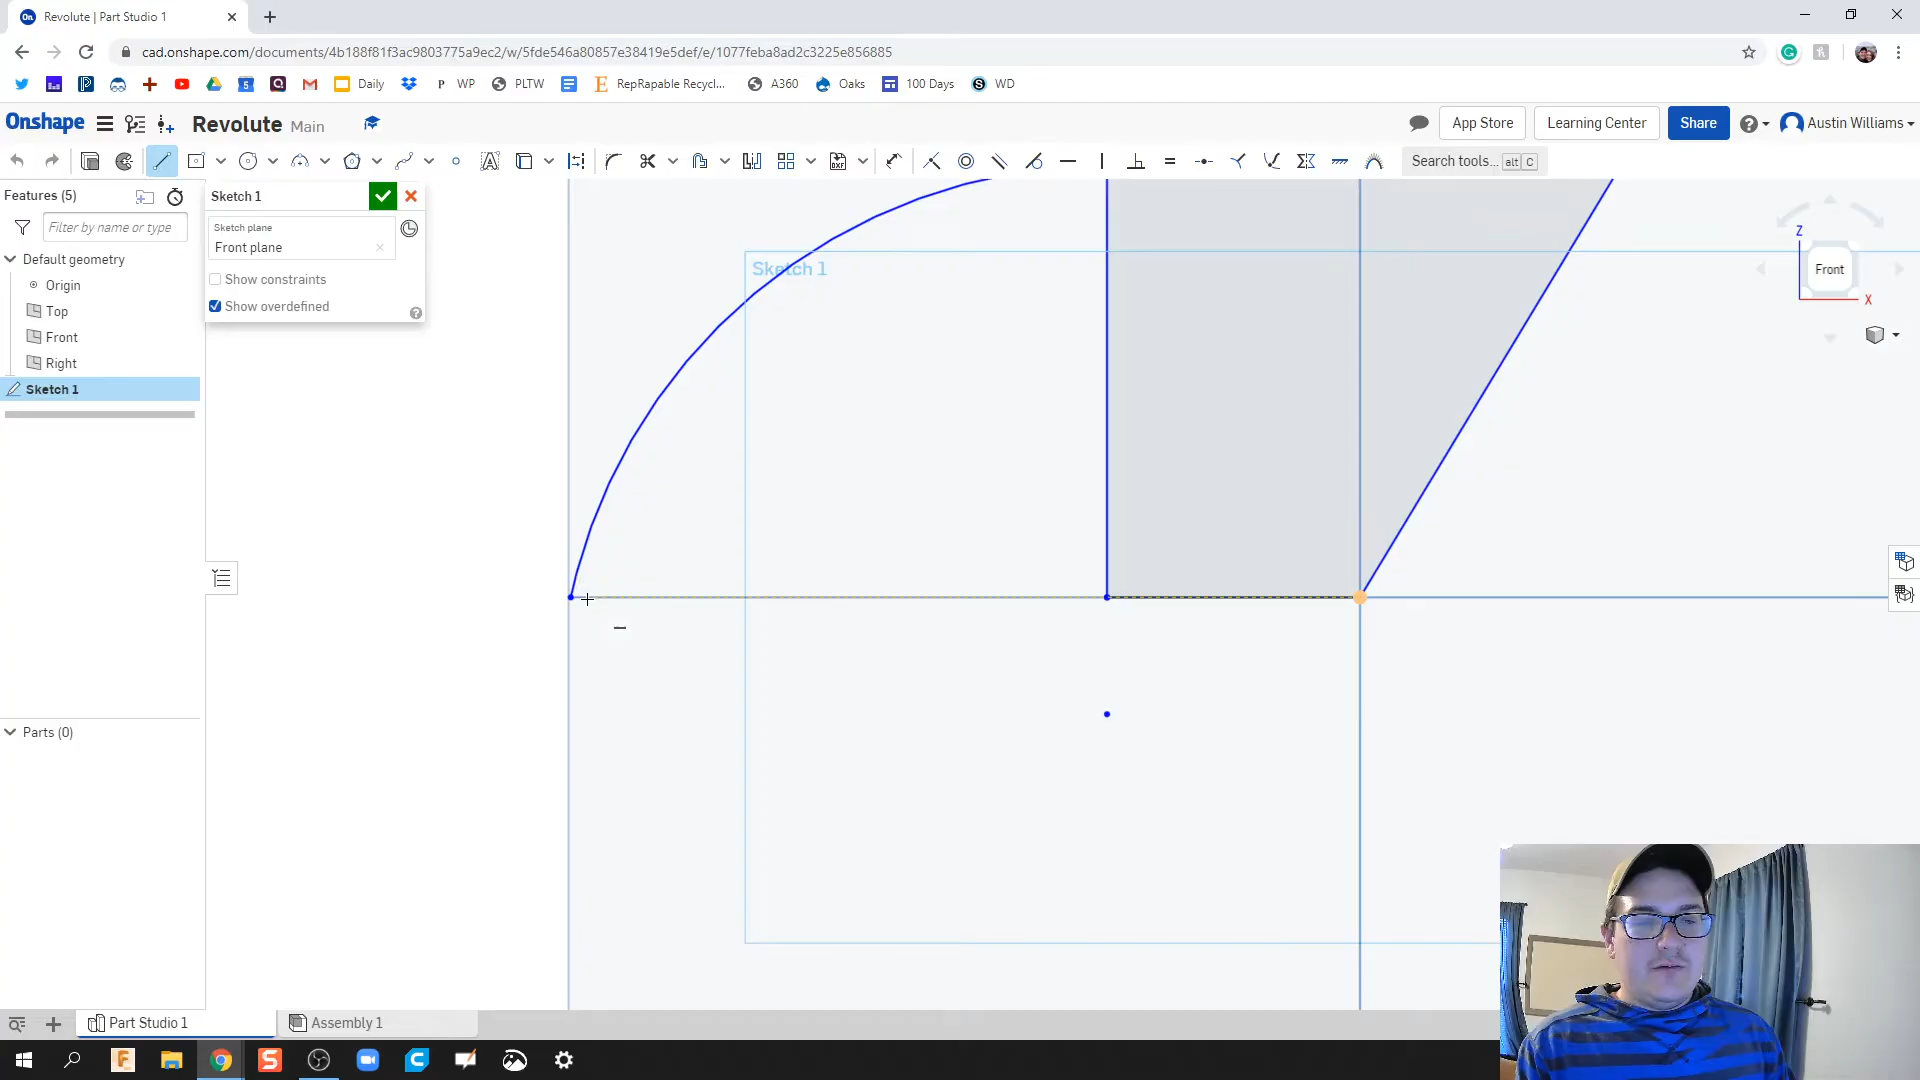 Revolute | Part Studio 1
cad.onshape.com/documents/4b188f81f3ac9803775a9ec2/w/5fde546a80857e38419e5def/e/1077feba8ad2c3225e856885
Daily
WP
PLTW
RepRapable Recycl...
A360
Oaks
100 Days
WD
Onshape
Revolute Main
App Store
Learning Center
Share
Austin Williams
Search tools... alt C
Features (5)
Filter by name or type
Default geometry
Origin
Top
Front
Right
Sketch 1
Parts (0)
Sketch 1
Sketch plane
Front plane
Show constraints
Show overdefined
Sketch 1
Z
Front
X
Part Studio 1
Assembly 1